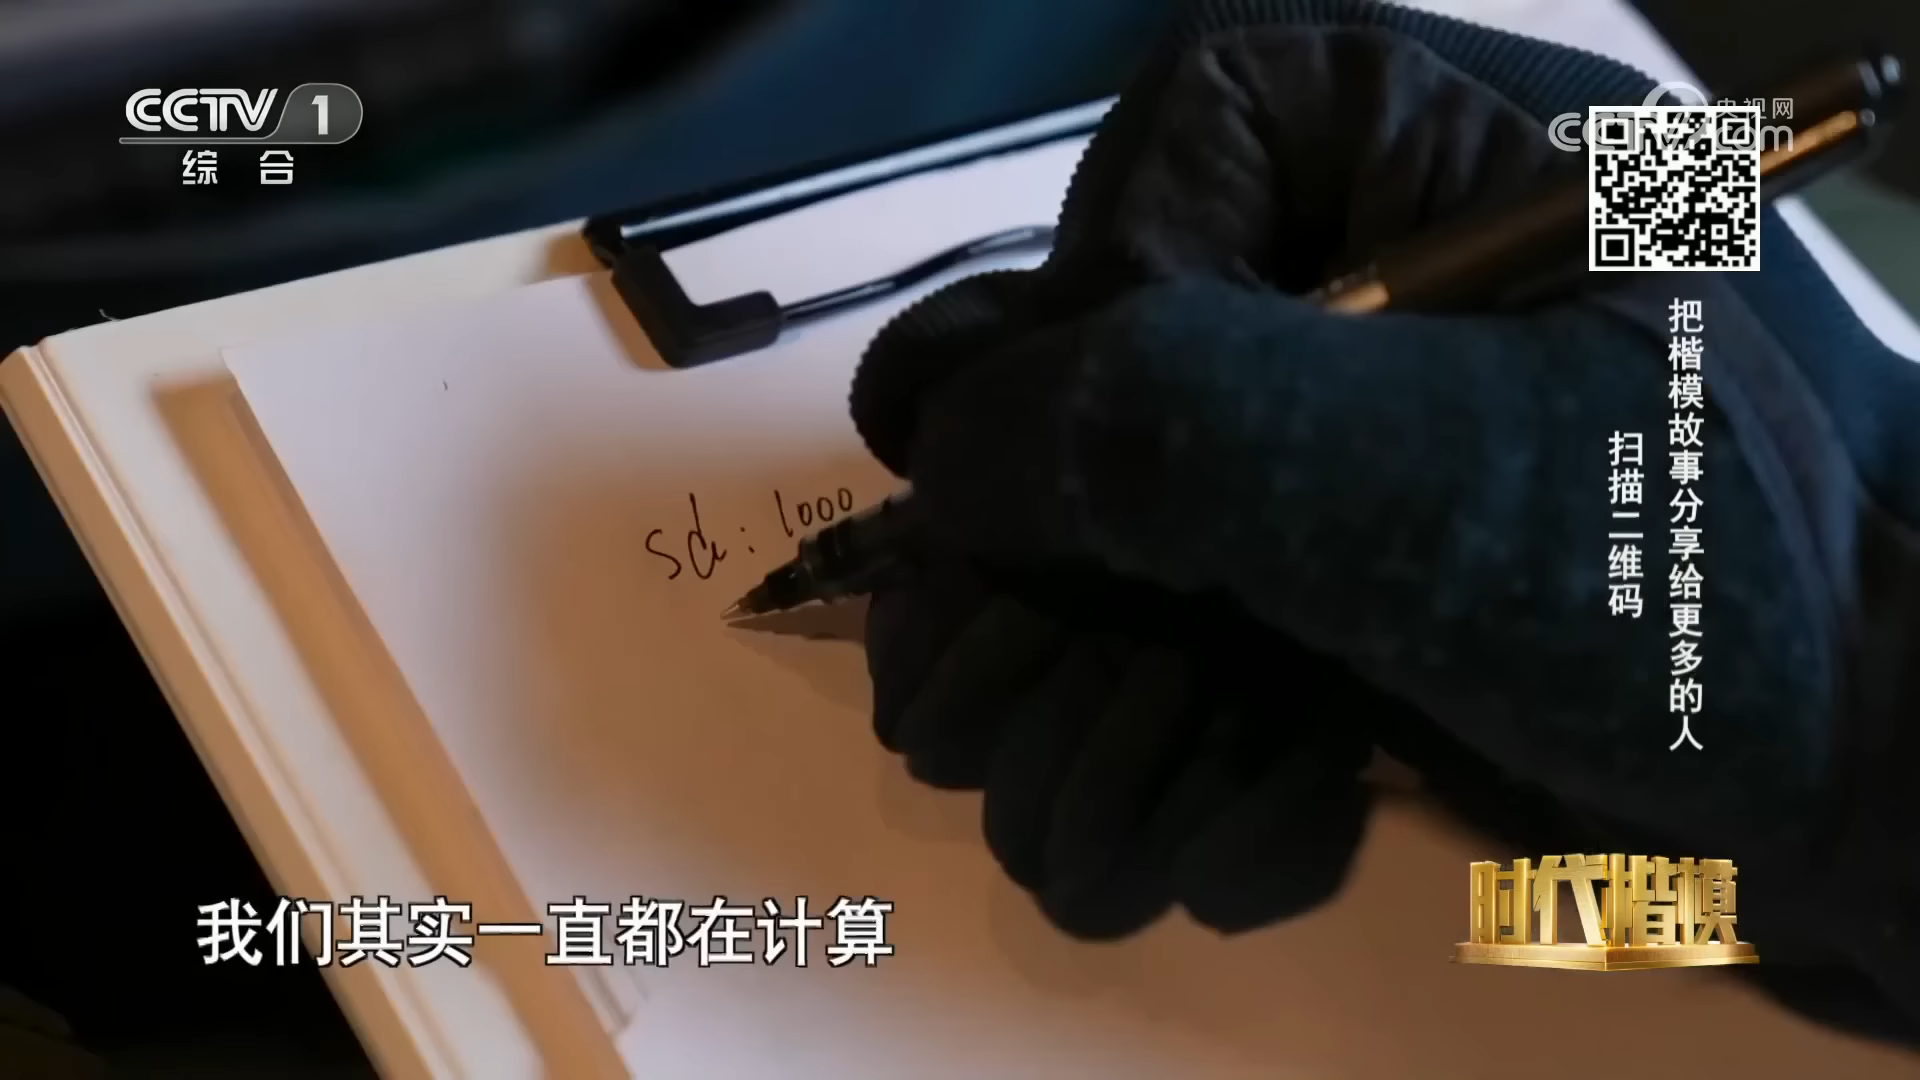 CCTV 1
综合
央视网
CCTV.com
把楷模故事分享给更多的人
扫描二维码
: 1000
我们其实一直都在计算
时代楷模